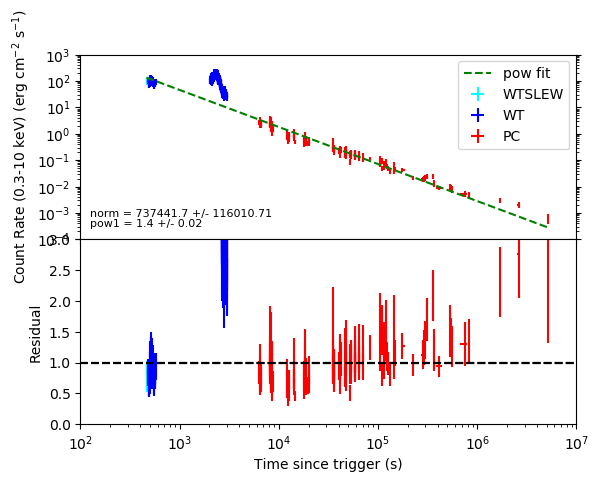 Count Rate (0.3-10 keV) (erg cm⁻² s⁻¹)
10³
10²
10¹
10⁰
10⁻¹
10⁻²
10⁻³
10⁻⁴
pow fit
WTSLEW
WT
PC
norm = 737441.7 +/- 116010.71
pow1 = 1.4 +/- 0.02
Residual
3.0
2.5
2.0
1.5
1.0
0.5
0.0
10² 10³ 10⁴ 10⁵ 10⁶ 10⁷
Time since trigger (s)